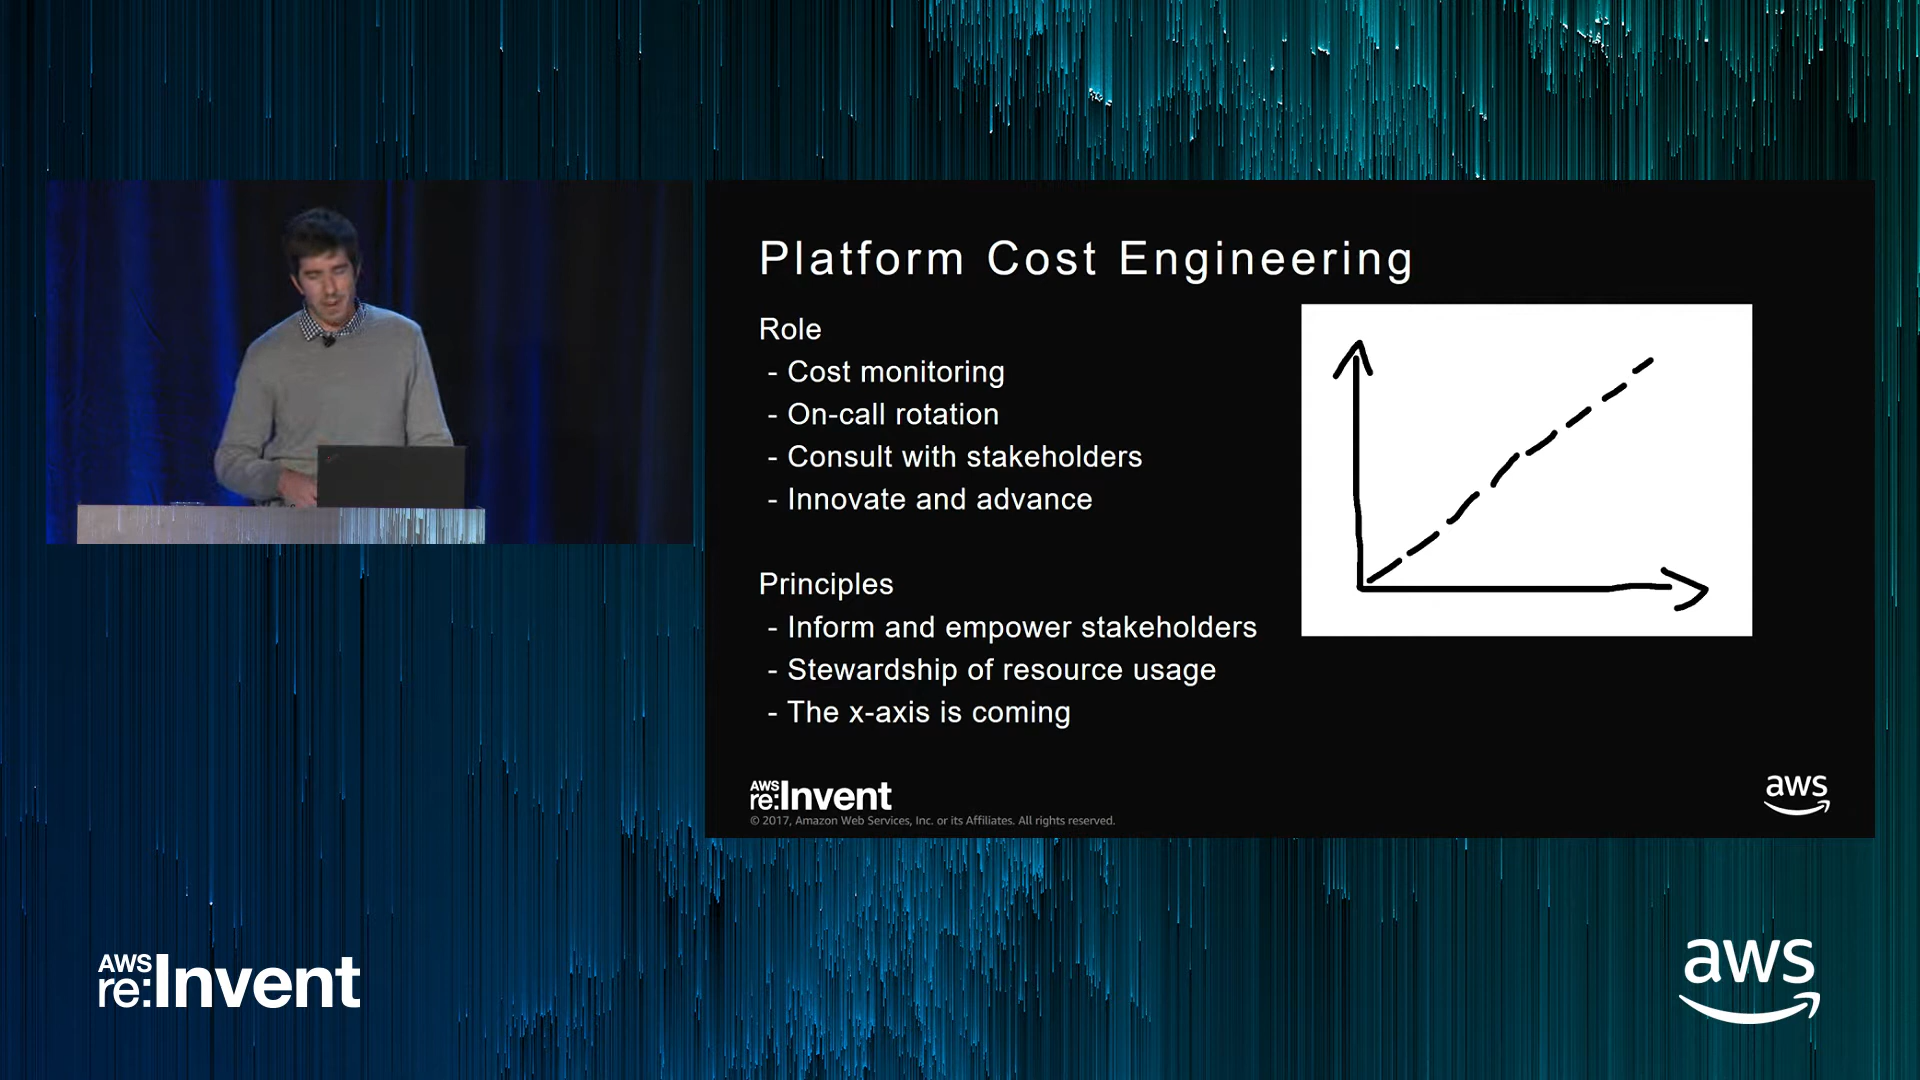 Platform Cost Engineering
Role
- Cost monitoring
- On-call rotation
- Consult with stakeholders
- Innovate and advance
Principles
- Inform and empower stakeholders
- Stewardship of resource usage
- The x-axis is coming
AWS
re:Invent
© 2017, Amazon Web Services, Inc. or its Affiliates. All rights reserved.
aws
AWS
re:Invent
aws